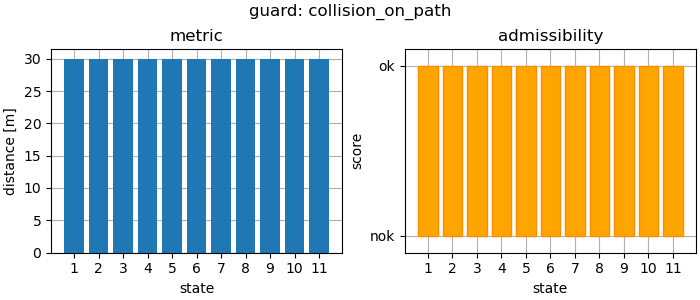 guard: collision_on_path
metric
distance [m]
30
25
20
15
10
5
0
1 2 3 4 5 6 7 8 9 10 11
state
admissibility
score
ok
nok
1 2 3 4 5 6 7 8 9 10 11
state